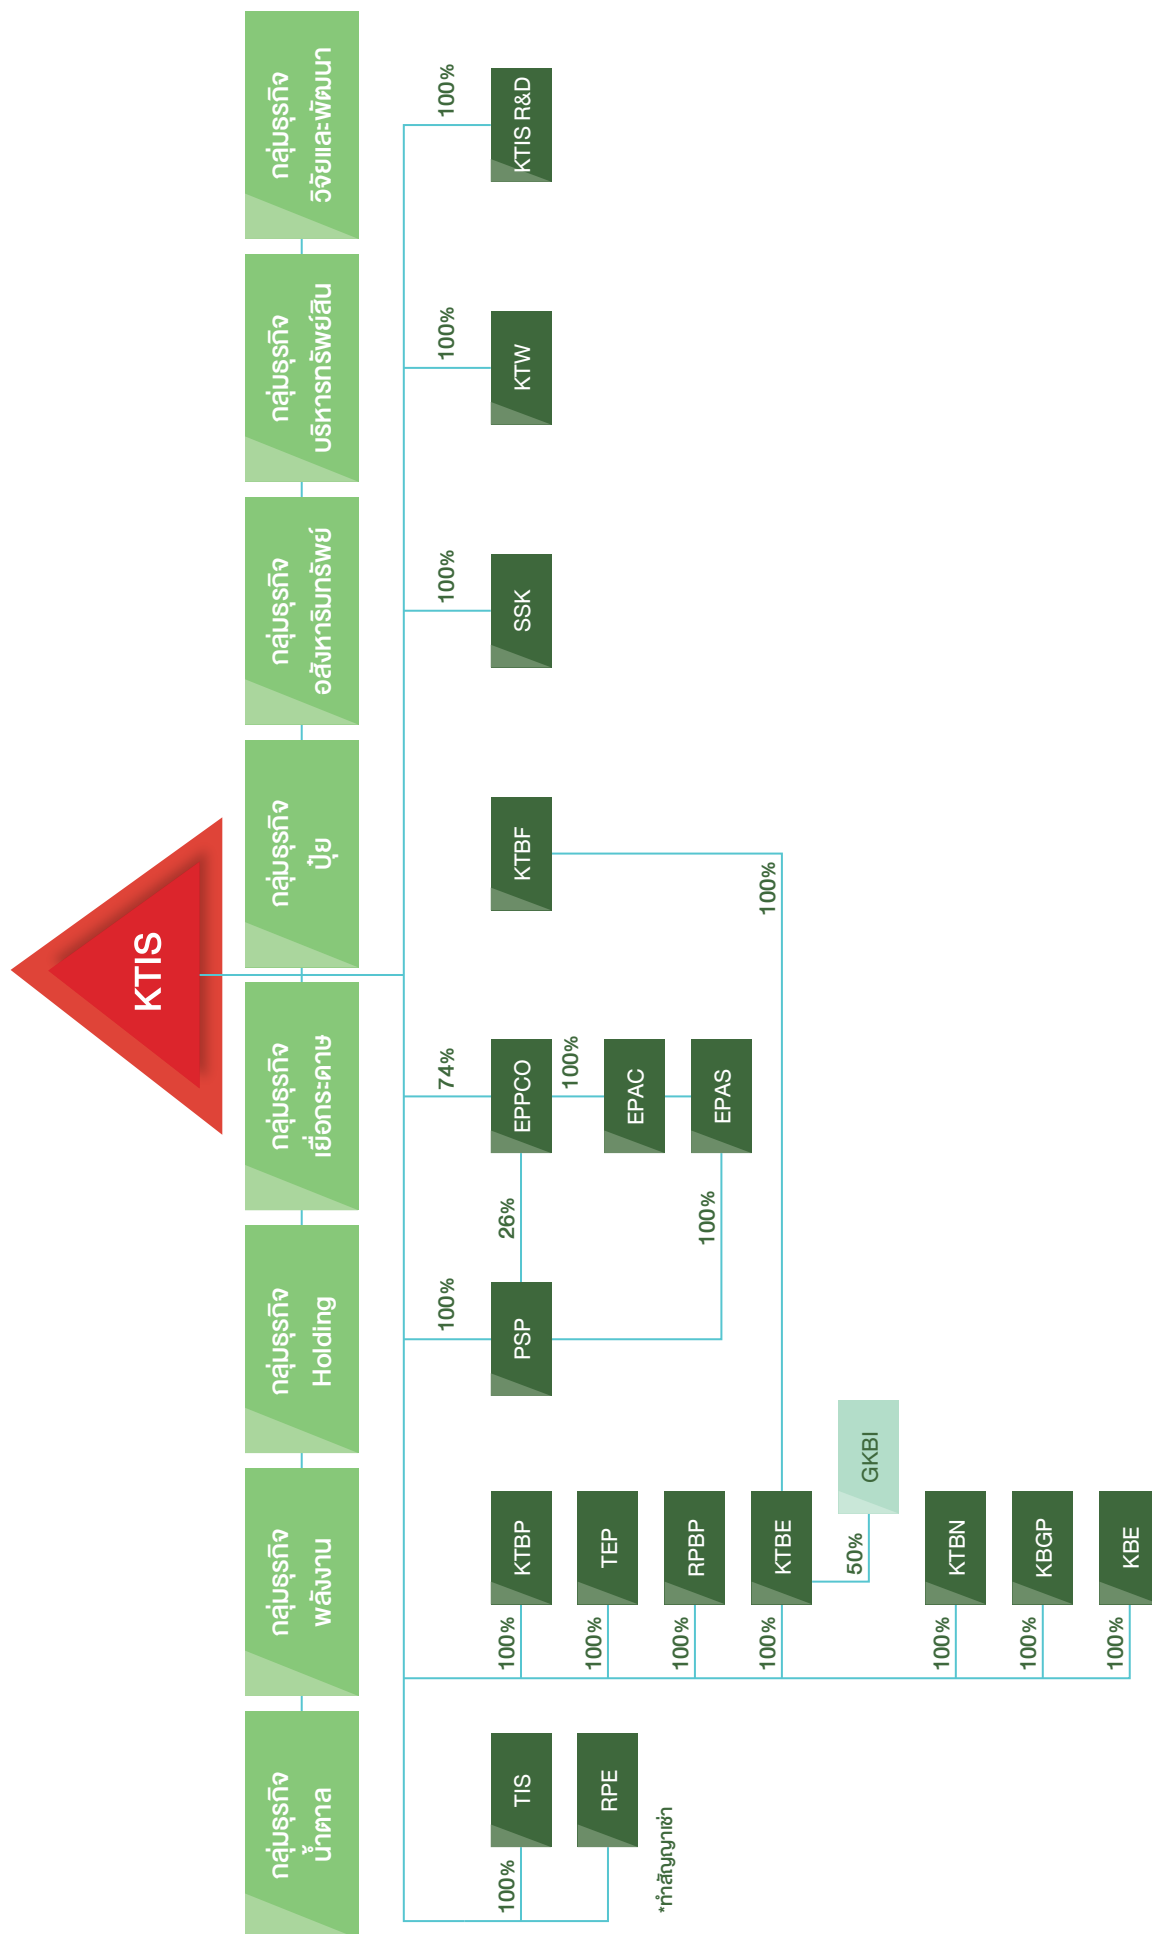 KTIS
กลุ่มธุรกิจ
น้ำตาล
กลุ่มธุรกิจ
พลังงาน
กลุ่มธุรกิจ
Holding
กลุ่มธุรกิจ
เยื่อกระดาษ
กลุ่มธุรกิจ
ปุ๋ย
กลุ่มธุรกิจ
อสังหาริมทรัพย์
กลุ่มธุรกิจ
บริหารทรัพย์สิน
กลุ่มธุรกิจ
วิจัยและพัฒนา
100%
TIS
RPE
*ทำสัญญาเช่า
100%
KTBP
100%
TEP
100%
RPBP
100%
KTBE
50%
GKBI
100%
KTBN
100%
KBGP
100%
KBE
100%
PSP
26%
100%
74%
EPPCO
100%
EPAC
EPAS
KTBF
100%
100%
SSK
100%
KTW
100%
KTIS R&D